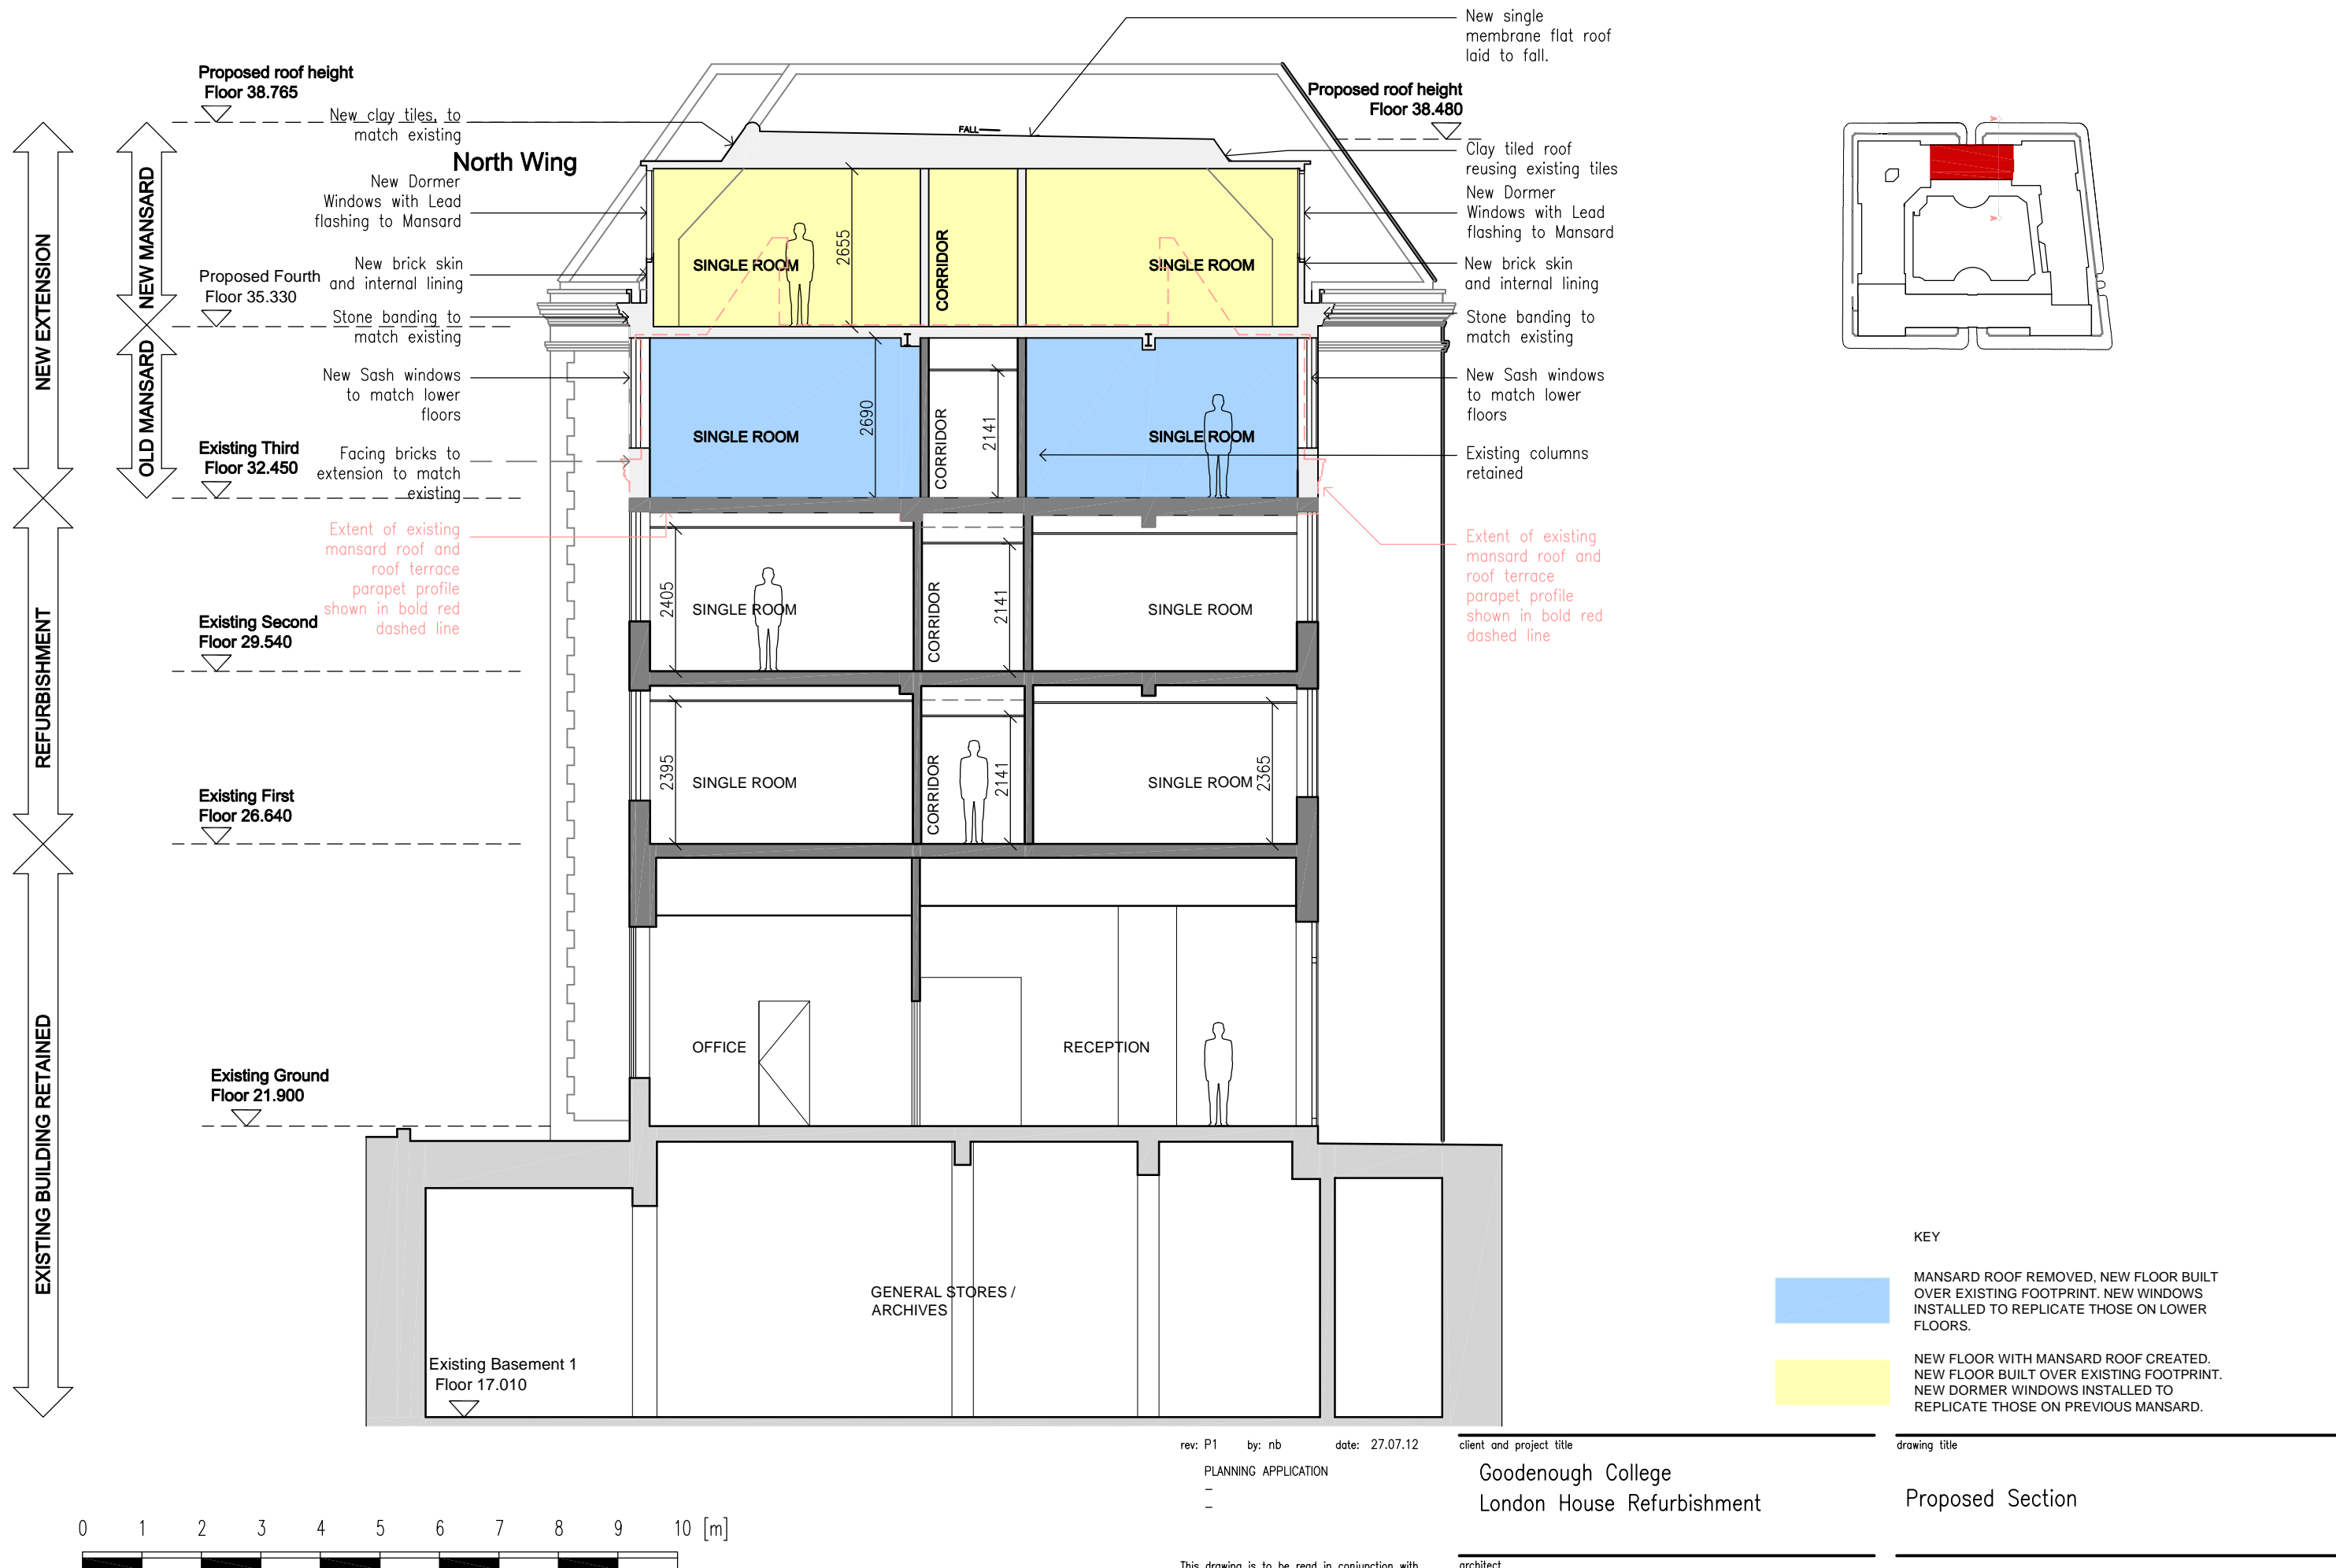 New single
membrane flat roof
laid to fall.
Proposed roof height
Floor 38.765
Proposed roof height
Floor 38.480
New clay tiles, to
match existing
FALL
North Wing
Clay tiled roof
reusing existing tiles
New Dormer
Windows with Lead
flashing to Mansard
New Dormer
Windows with Lead
flashing to Mansard
NEW EXTENSION
NEW MANSARD
OLD MANSARD
SINGLE ROOM
2655
CORRIDOR
SINGLE ROOM
New brick skin
and internal lining
New brick skin
and internal lining
Proposed Fourth
Floor 35.330
Stone banding to
match existing
Stone banding to
match existing
New Sash windows
to match lower
floors
New Sash windows
to match lower
floors
SINGLE ROOM
2690
CORRIDOR
2141
SINGLE ROOM
Existing Third
Floor 32.450
Facing bricks to
extension to match
existing
Existing columns
retained
Extent of existing
mansard roof and
roof terrace
parapet profile
shown in bold red
dashed line
Extent of existing
mansard roof and
roof terrace
parapet profile
shown in bold red
dashed line
REFURBISHMENT
2405
SINGLE ROOM
CORRIDOR
2141
SINGLE ROOM
Existing Second
Floor 29.540
2395
SINGLE ROOM
CORRIDOR
2141
SINGLE ROOM
2365
Existing First
Floor 26.640
EXISTING BUILDING RETAINED
OFFICE
RECEPTION
Existing Ground
Floor 21.900
GENERAL STORES /
ARCHIVES
Existing Basement 1
Floor 17.010
A
A
KEY
MANSARD ROOF REMOVED, NEW FLOOR BUILT
OVER EXISTING FOOTPRINT. NEW WINDOWS
INSTALLED TO REPLICATE THOSE ON LOWER
FLOORS.
NEW FLOOR WITH MANSARD ROOF CREATED.
NEW FLOOR BUILT OVER EXISTING FOOTPRINT.
NEW DORMER WINDOWS INSTALLED TO
REPLICATE THOSE ON PREVIOUS MANSARD.
rev: P1 by: nb date: 27.07.12
PLANNING APPLICATION
–
–
client and project title
Goodenough College
London House Refurbishment
drawing title
Proposed Section
0 1 2 3 4 5 6 7 8 9 10 [m]
This drawing is to be read in conjunction with
architect